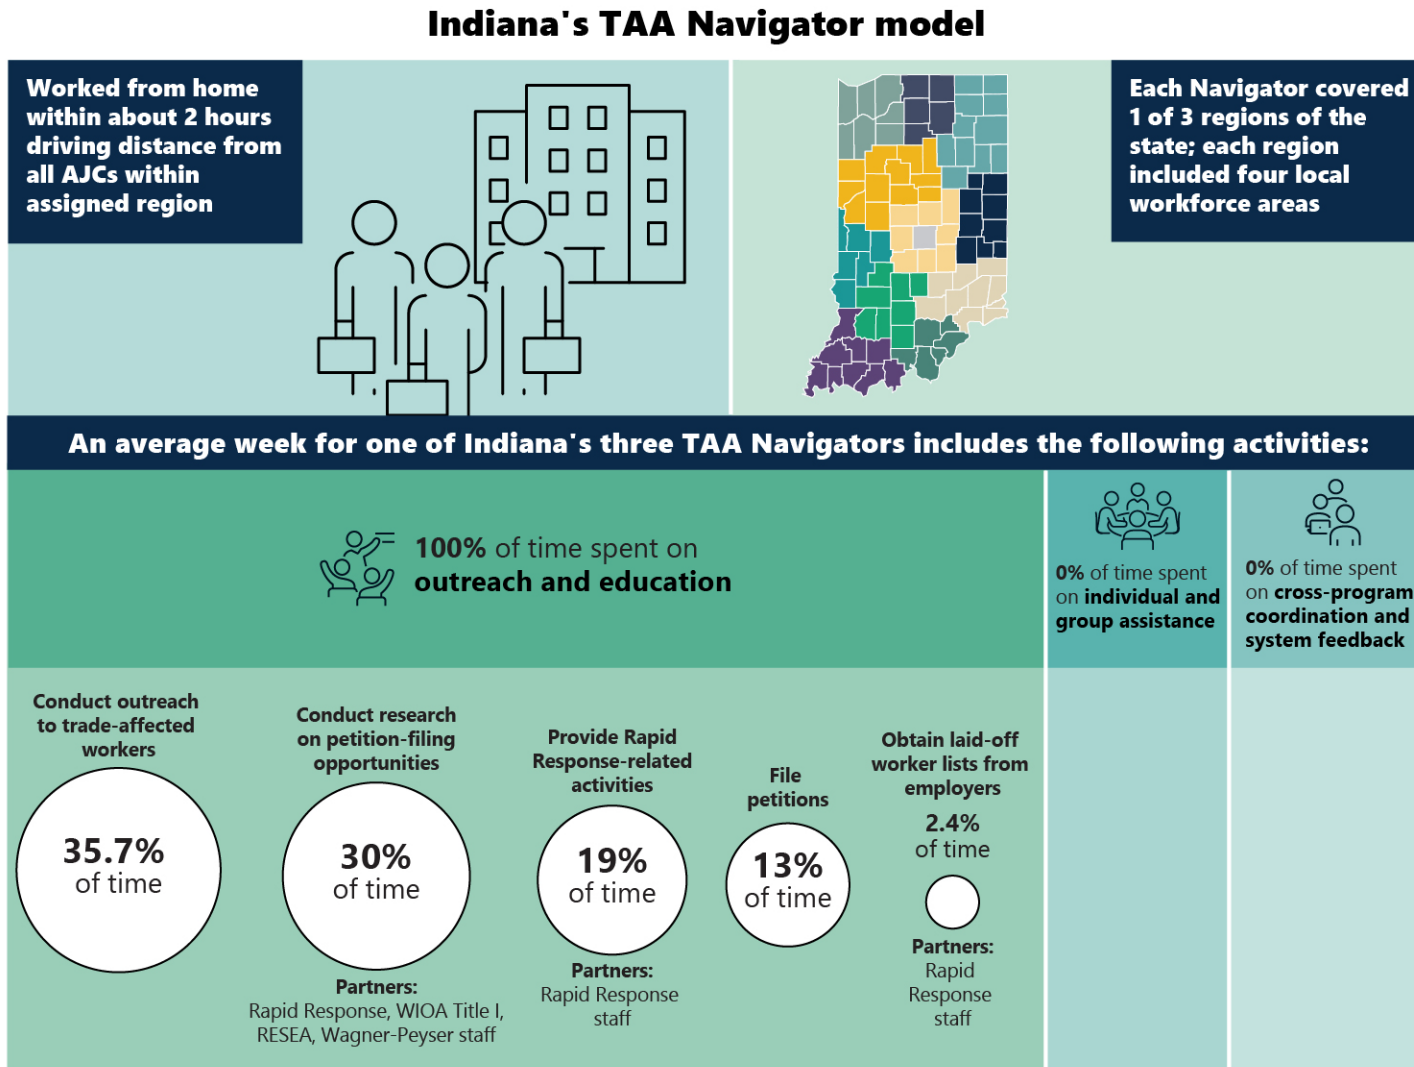 Indiana's TAA Navigator model
Worked from home
within about 2 hours
driving distance from
all AJCs within
assigned region
Each Navigator covered
1 of 3 regions of the
state; each region
included four local
workforce areas
An average week for one of Indiana's three TAA Navigators includes the following activities:
100% of time spent on
outreach and education
0% of time spent
on individual and
group assistance
0% of time spent
on cross-program
coordination and
system feedback
Conduct outreach
to trade-affected
workers
35.7%
of time
Conduct research
on petition-filing
opportunities
30%
of time
Partners:
Rapid Response, WIOA Title I,
RESEA, Wagner-Peyser staff
Provide Rapid
Response-related
activities
19%
of time
Partners:
Rapid Response
staff
File
petitions
13%
of time
Obtain laid-off
worker lists from
employers
2.4%
of time
Partners:
Rapid
Response
staff